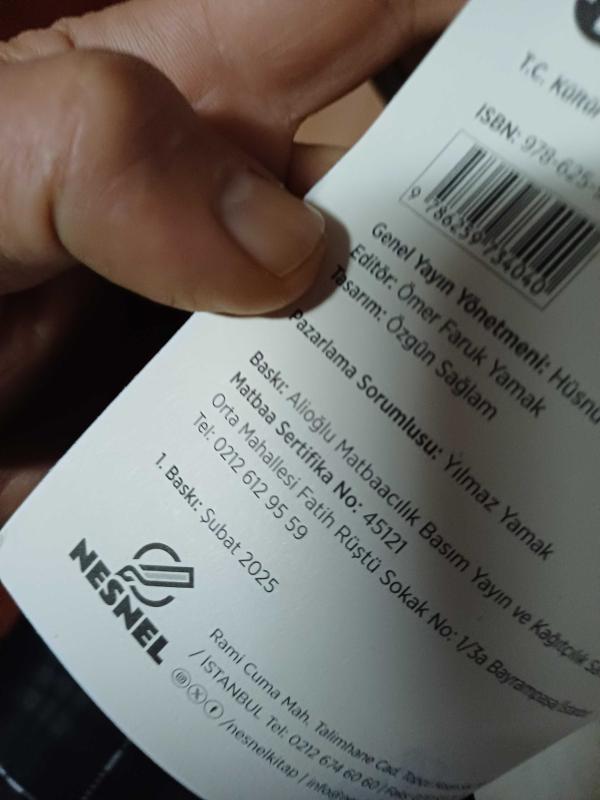 T.C. Kültür
ISBN: 978-625-9
9 786259 734040
Genel Yayın Yönetmeni: Hüsnü
Editör: Ömer Faruk Yamak
Tasarım: Özgün Sağlam
Pazarlama Sorumlusu: Yılmaz Yamak
Baskı: Alioğlu Matbaacılık Basım Yayın ve Kağıtçılık
Matbaa Sertifika No: 45121
Orta Mahallesi Fatih Rüştü Sokak No: 1/3a Bayrampaşa
Tel: 0212 612 95 59
1. Baskı: Şubat 2025
NESNEL
Rami Cuma Mah. Talimhane Cad.
/ İSTANBUL Tel: 0212 674 60 60 / Faks:
/nesnelkitap |